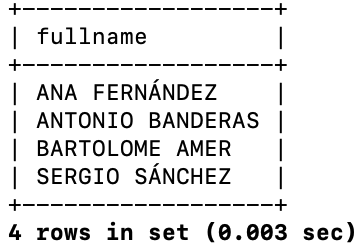 +-------------------+
| fullname          |
+-------------------+
| ANA FERNÁNDEZ     |
| ANTONIO BANDERAS  |
| BARTOLOME AMER    |
| SERGIO SÁNCHEZ    |
+-------------------+
4 rows in set (0.003 sec)